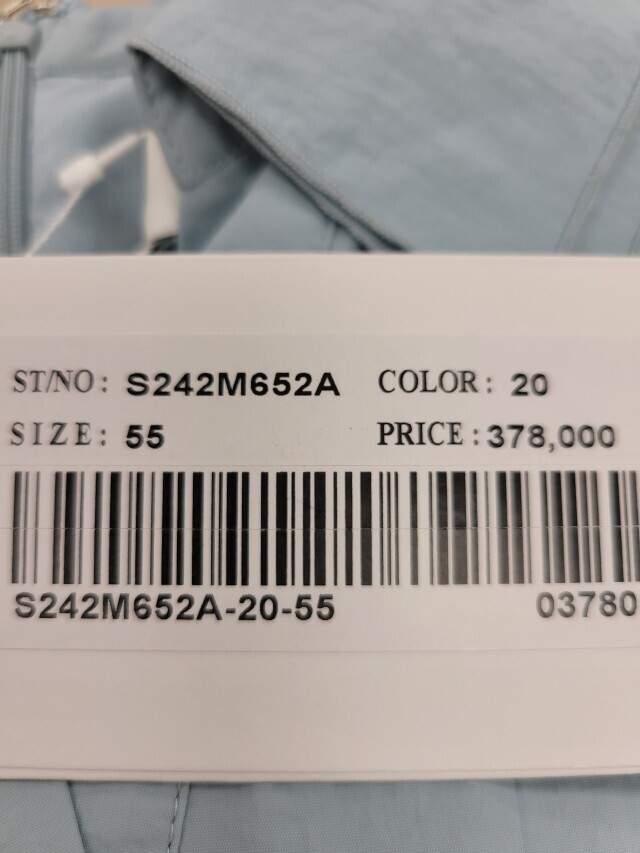 ST/NO: S242M652A COLOR: 20
SIZE: 55 PRICE: 378,000
S242M652A-20-55 03780